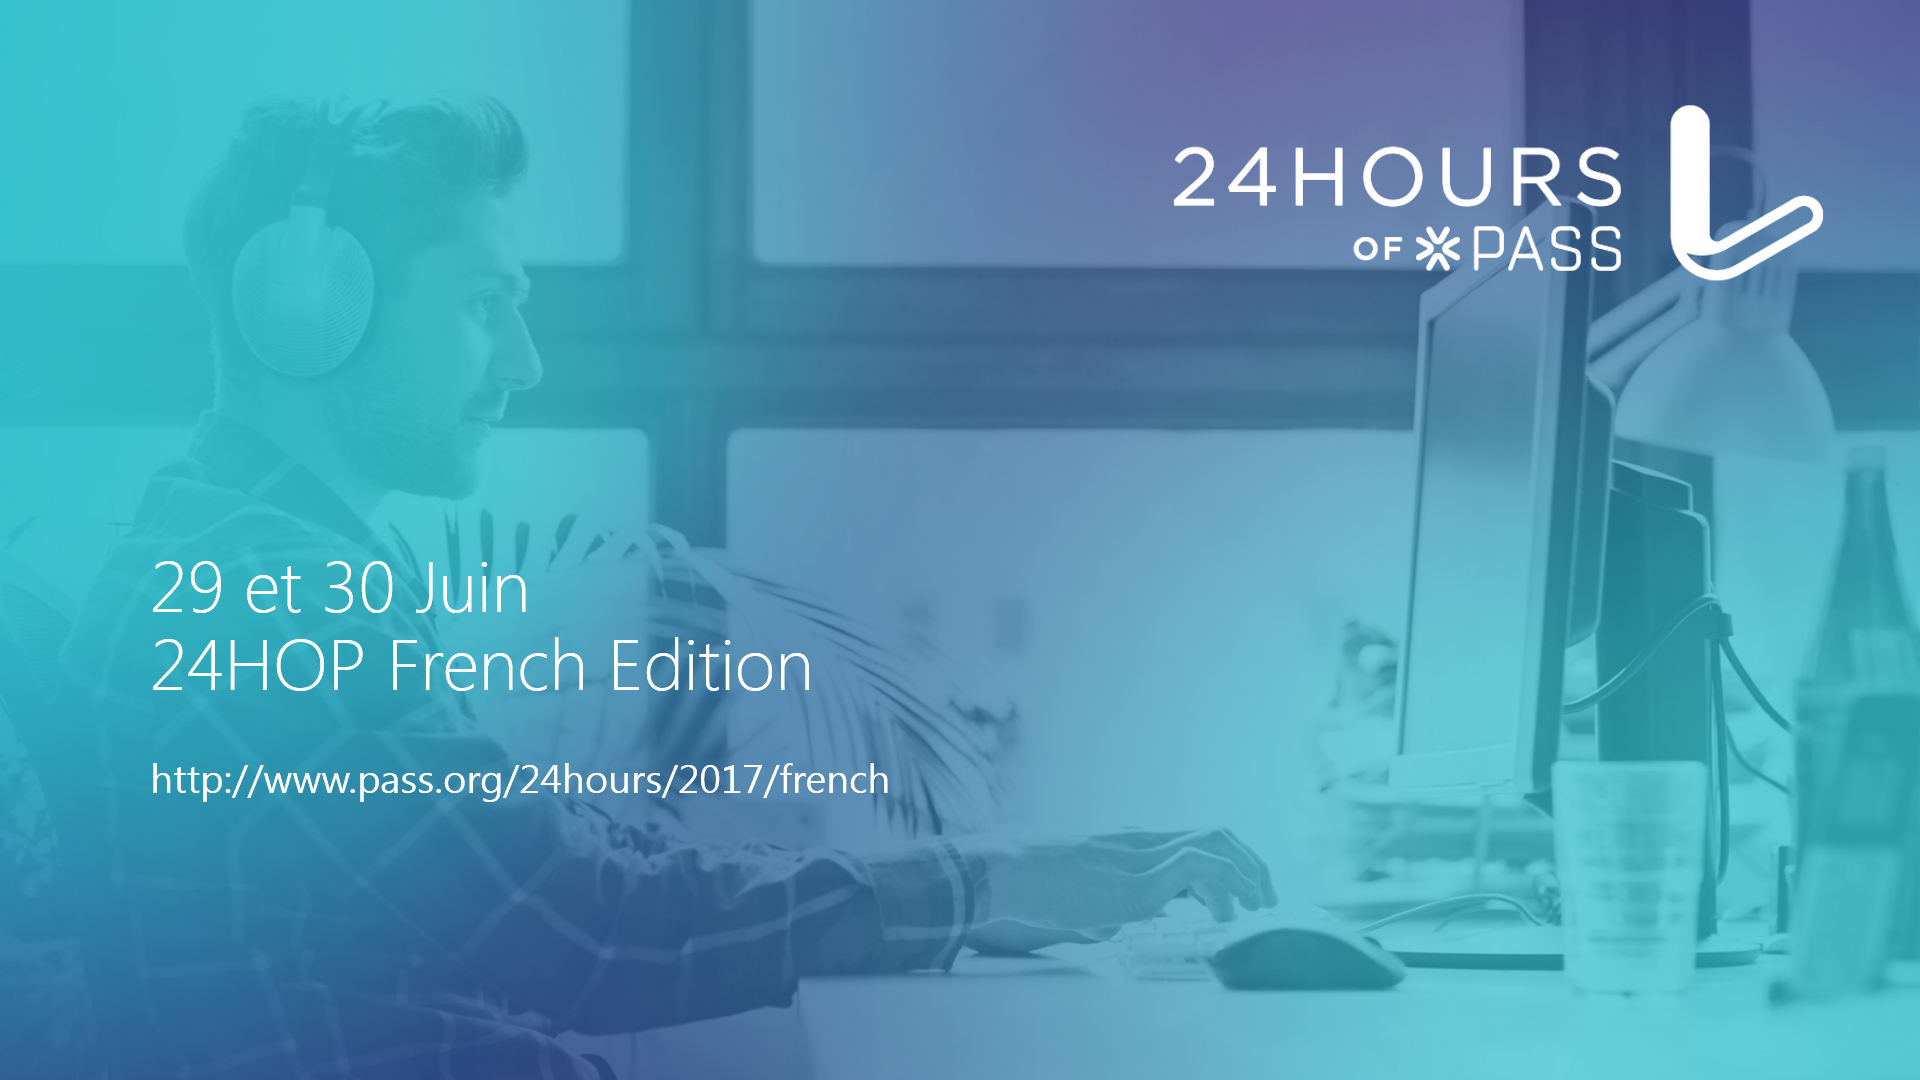 24HOURS
OF PASS
29 et 30 Juin
24HOP French Edition
http://www.pass.org/24hours/2017/french